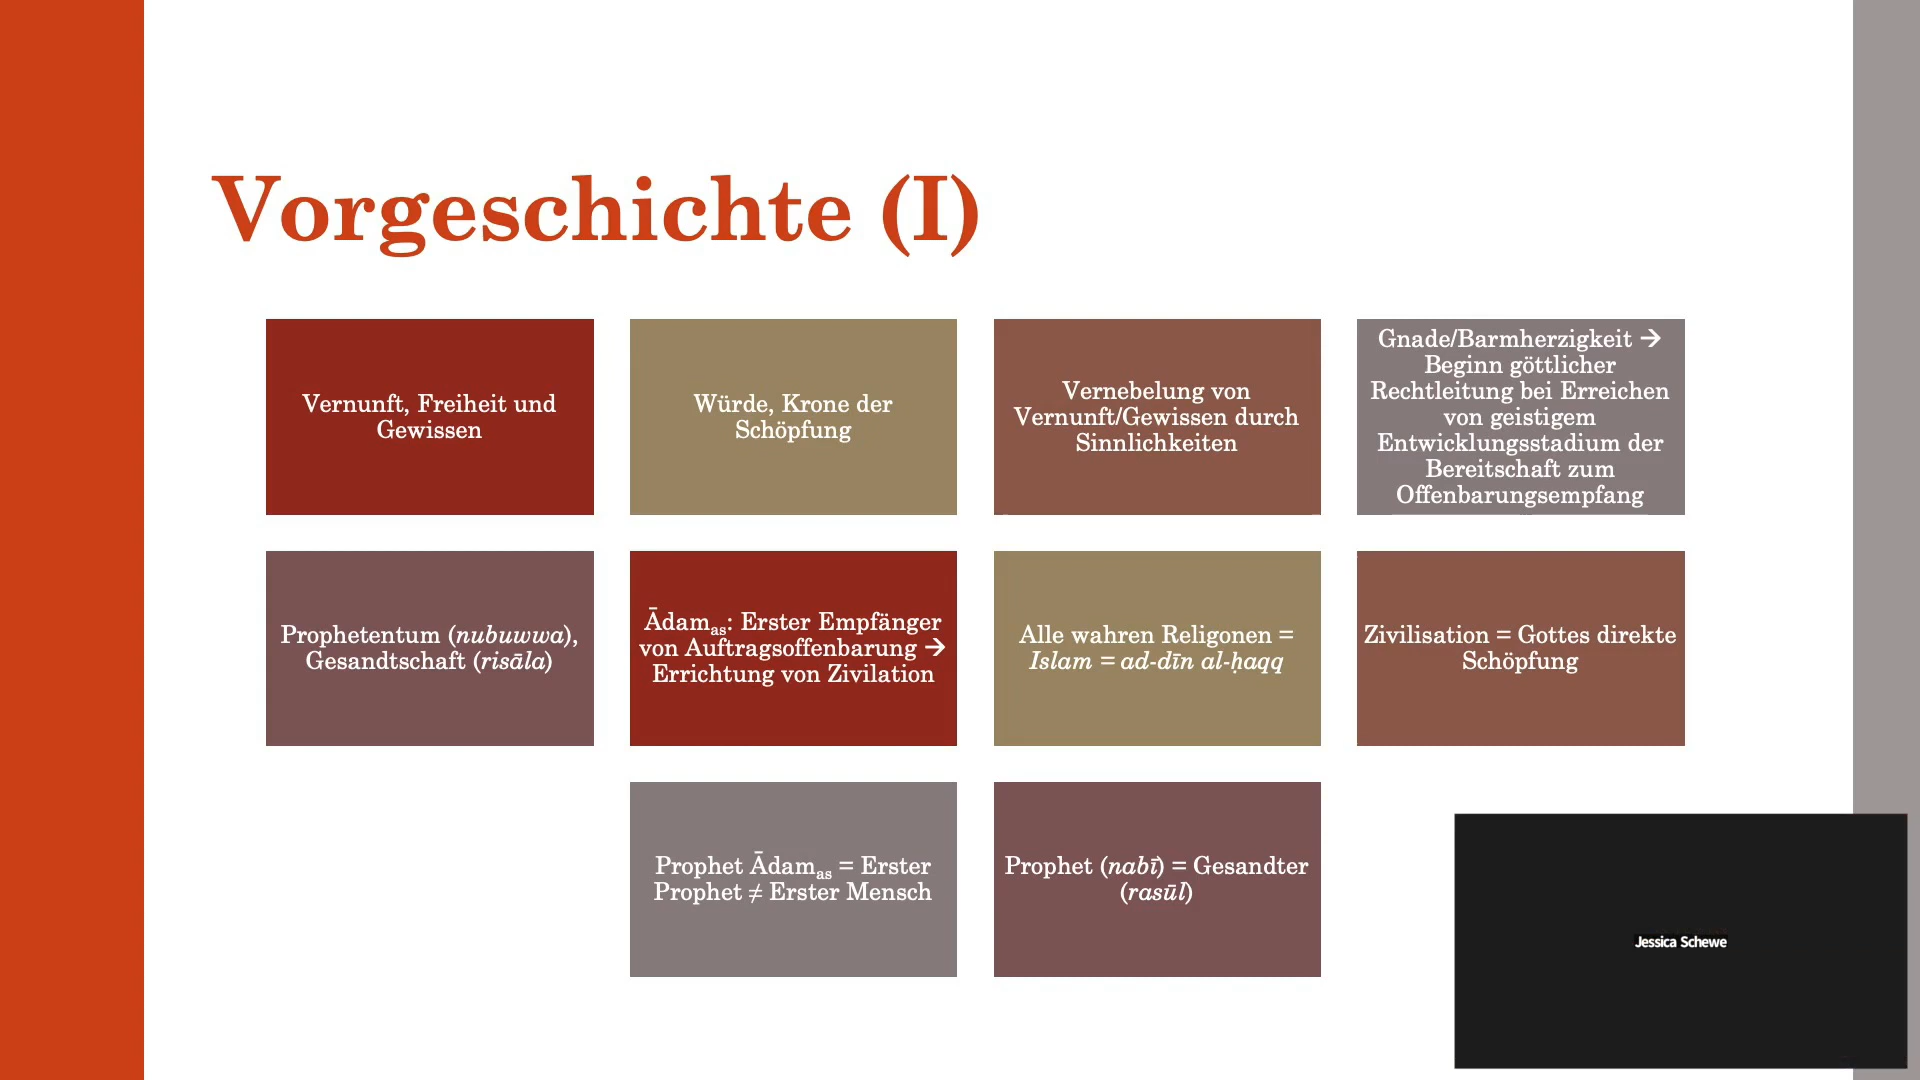 Vorgeschichte (I)
Vernunft, Freiheit und
Gewissen
Würde, Krone der
Schöpfung
Vernebelung von
Vernunft/Gewissen durch
Sinnlichkeiten
Gnade/Barmherzigkeit →
Beginn göttlicher
Rechtleitung bei Erreichen
von geistigem
Entwicklungsstadium der
Bereitschaft zum
Offenbarungsempfang
Prophetentum (nubuwwa),
Gesandtschaft (risāla)
Ādam_as: Erster Empfänger
von Auftragsoffenbarung →
Errichtung von Zivilation
Alle wahren Religonen =
Islam = ad-dīn al-ḥaqq
Zivilisation = Gottes direkte
Schöpfung
Prophet Ādam_as = Erster
Prophet ≠ Erster Mensch
Prophet (nabī) = Gesandter
(rasūl)
Jessica Schewe